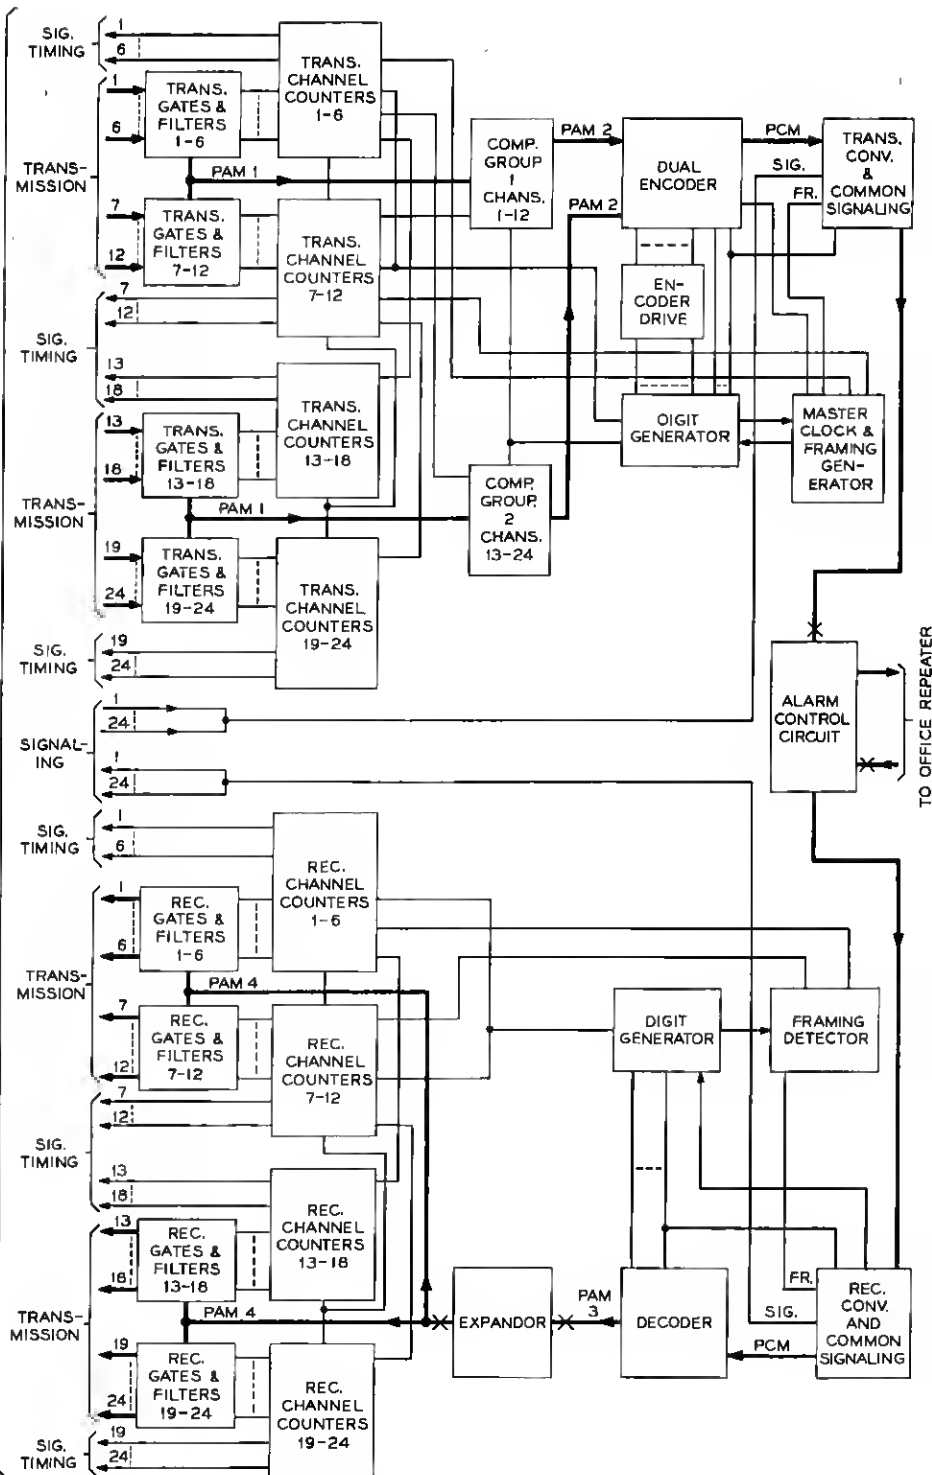 SIG.
TIMING
1
6
TRANS.
CHANNEL
COUNTERS
1-6
TRANS-
MISSION
1
6
TRANS.
GATES &
FILTERS
1-6
PAM 1
7
12
TRANS.
GATES &
FILTERS
7-12
TRANS.
CHANNEL
COUNTERS
7-12
COMP.
GROUP
1
CHANS.
1-12
PAM 2
PAM 2
DUAL
ENCODER
PCM
SIG.
FR.
TRANS.
CONV.
&
COMMON
SIGNALING
EN-
CODER
DRIVE
SIG.
TIMING
7
12
13
18
TRANS.
CHANNEL
COUNTERS
13-18
DIGIT
GENERATOR
MASTER
CLOCK &
FRAMING
GEN-
ERATOR
TRANS-
MISSION
13
18
TRANS.
GATES &
FILTERS
13-18
PAM 1
COMP.
GROUP
2
CHANS.
13-24
19
24
TRANS.
GATES &
FILTERS
19-24
TRANS.
CHANNEL
COUNTERS
19-24
SIG.
TIMING
19
24
SIGNAL-
ING
1
24
1
24
ALARM
CONTROL
CIRCUIT
TO OFFICE REPEATER
SIG.
TIMING
1
6
REC.
CHANNEL
COUNTERS
1-6
TRANS-
MISSION
1
6
REC.
GATES &
FILTERS
1-6
PAM 4
7
12
REC.
GATES &
FILTERS
7-12
REC.
CHANNEL
COUNTERS
7-12
DIGIT
GENERATOR
FRAMING
DETECTOR
SIG.
TIMING
7
12
13
18
REC.
CHANNEL
COUNTERS
13-18
TRANS-
MISSION
13
18
REC.
GATES &
FILTERS
13-18
PAM 4
EXPANDOR
PAM
3
DECODER
FR.
SIG.
PCM
REC.
CONV.
AND
COMMON
SIGNALING
19
24
REC.
GATES &
FILTERS
19-24
REC.
CHANNEL
COUNTERS
19-24
SIG.
TIMING
19
24